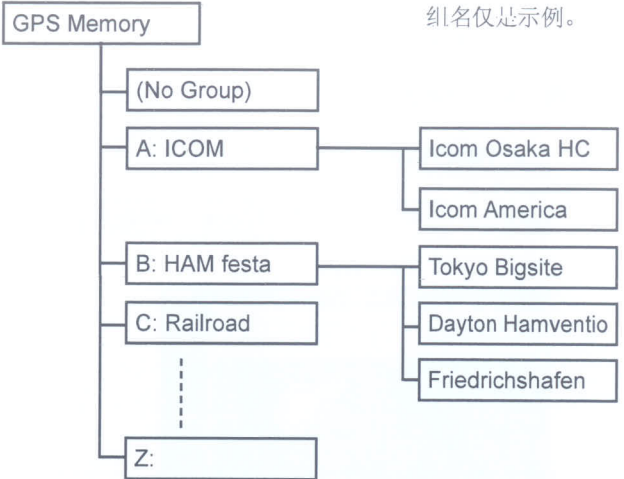 GPS Memory
组名仅是示例。
(No Group)
A: ICOM
Icom Osaka HC
Icom America
B: HAM festa
Tokyo Bigsite
C: Railroad
Dayton Hamventio
Friedrichshafen
Z: